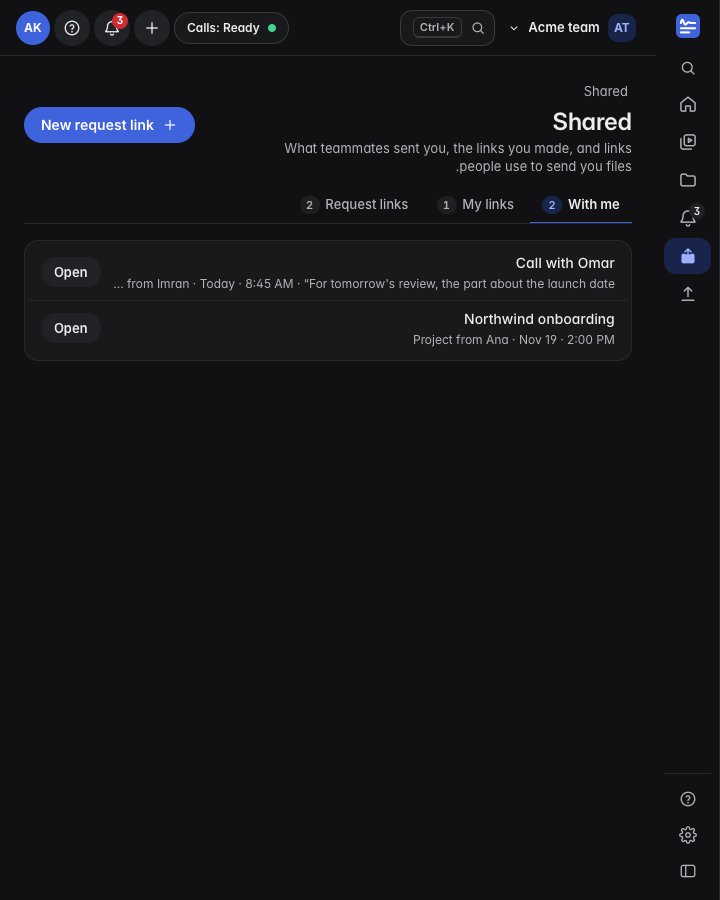 AK
3
Calls: Ready
Ctrl+K
Acme team
AT
Shared
Shared
New request link
What teammates sent you, the links you made, and links
.people use to send you files
With me 2
My links 1
Request links 2
3
Call with Omar
... from Imran · Today · 8:45 AM · “For tomorrow's review, the part about the launch date
Open
Northwind onboarding
Project from Ana · Nov 19 · 2:00 PM
Open